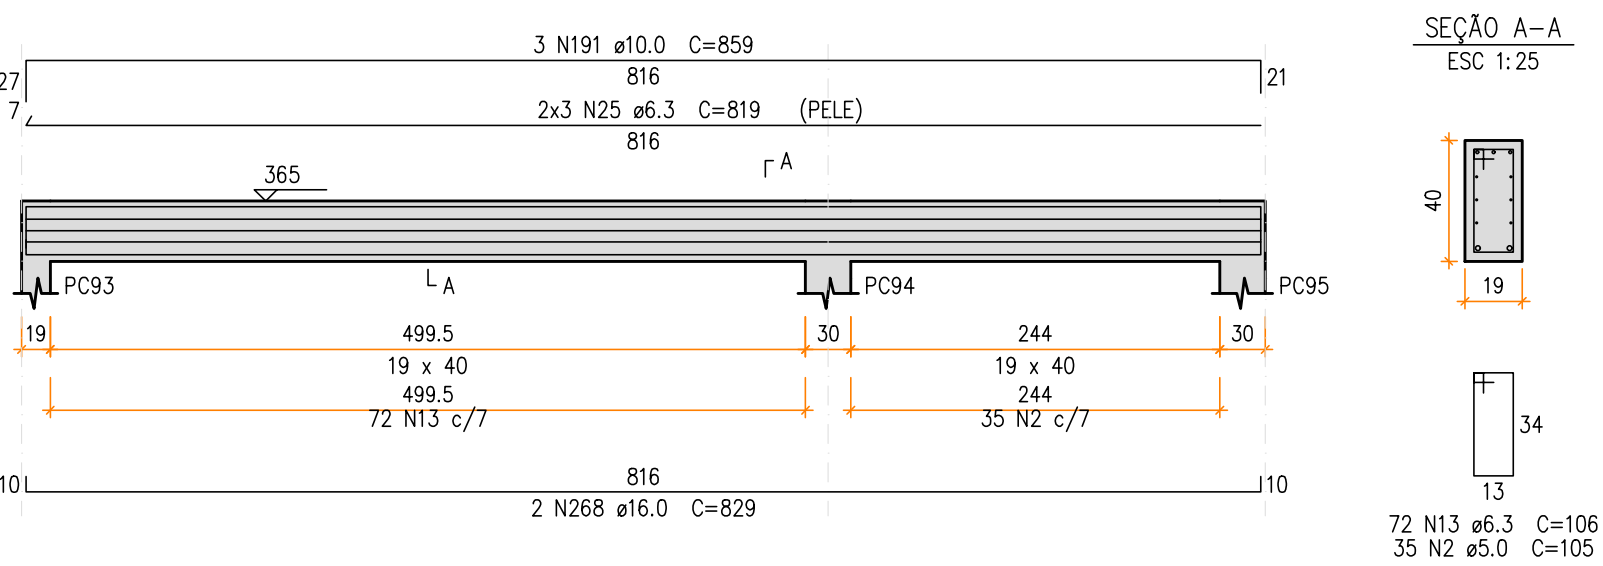 SEÇÃO A-A
ESC 1:25
3 N191 ø10.0 C=859
27
816
21
7
2x3 N25 ø6.3 C=819 (PELE)
816
A
365
40
PC93
A
PC94
PC95
19
19
499.5
30
244
30
19 x 40
19 x 40
499.5
244
72 N13 c/7
35 N2 c/7
34
10
816
10
13
2 N268 ø16.0 C=829
72 N13 ø6.3 C=106
35 N2 ø5.0 C=105